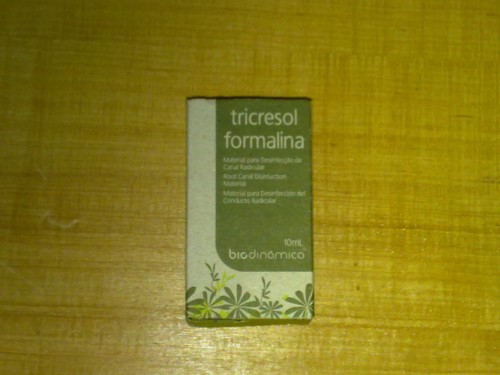 tricresol
formalina
Material para Desinfecção de
Canal Radicular
Root Canal Disinfection
Material
Material para Desinfección del
Conducto Radicular
10mL
biodinâmica